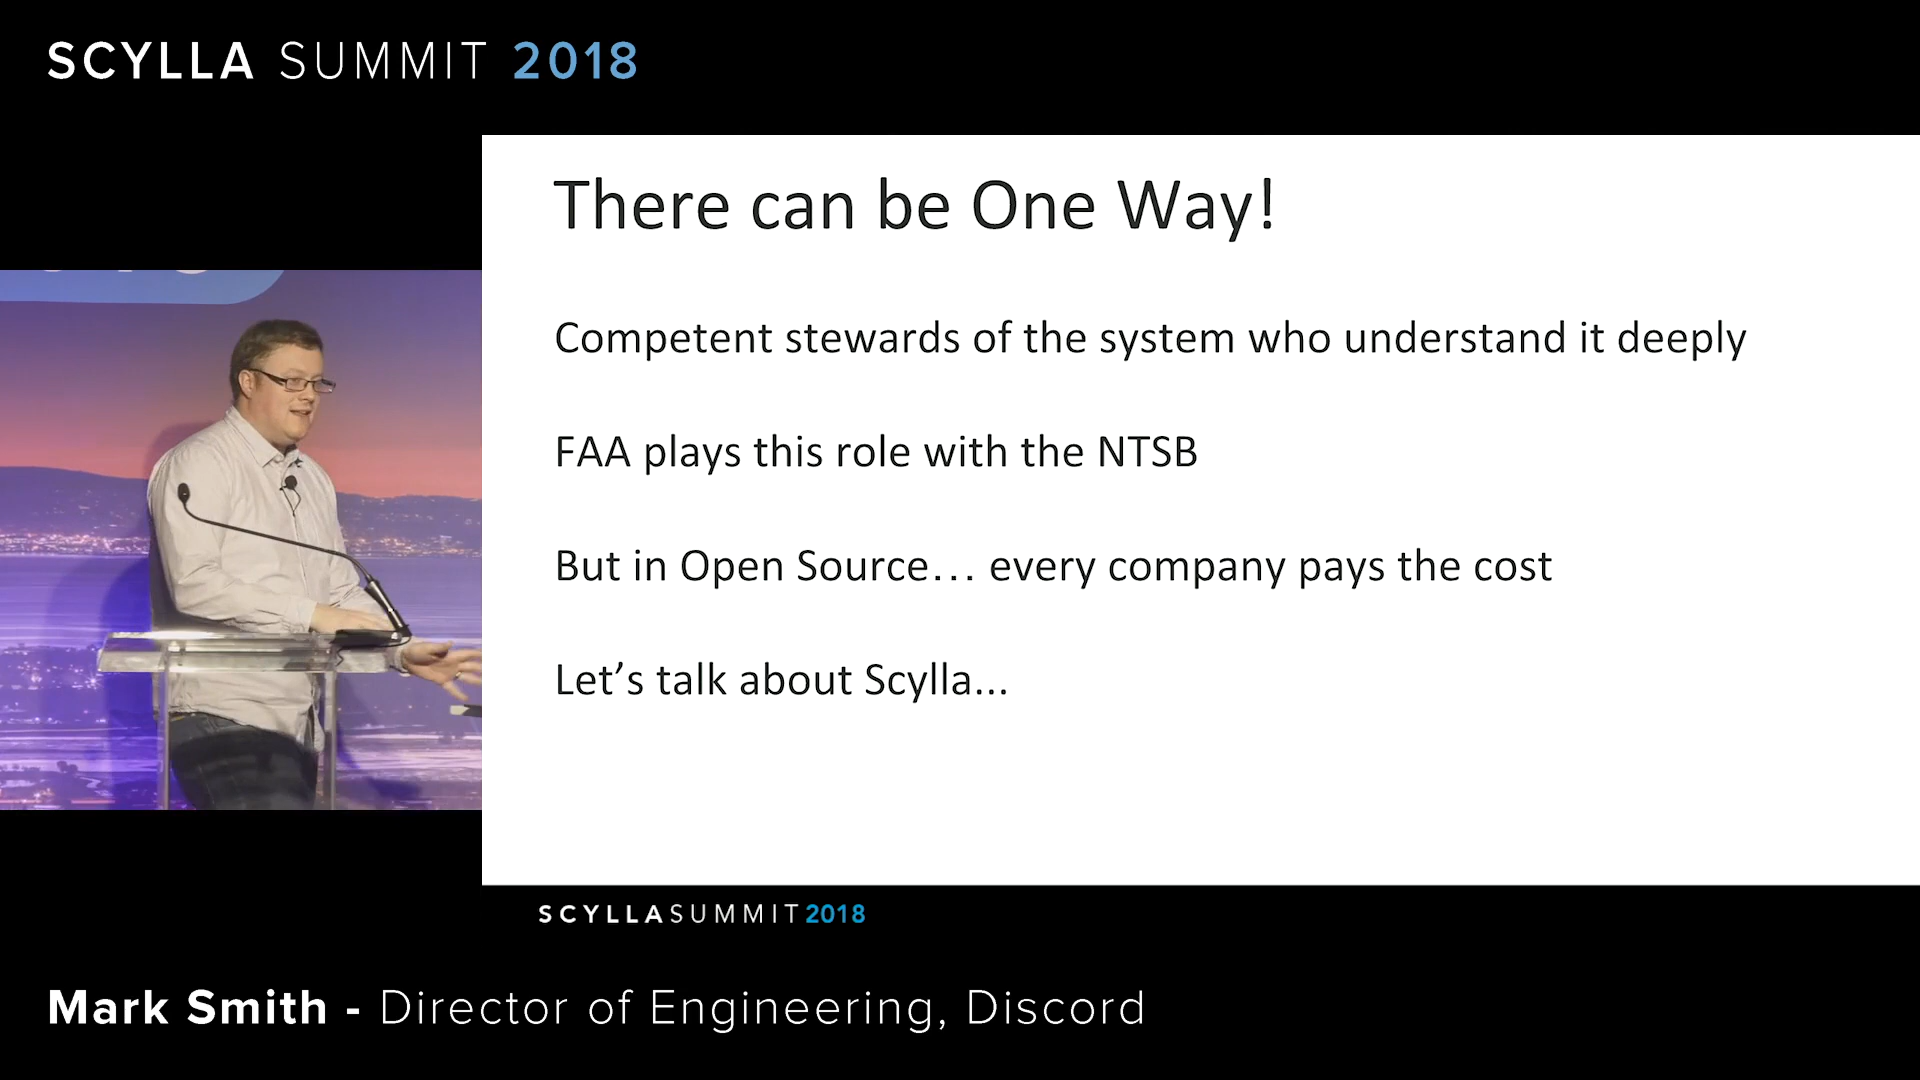 SCYLLA SUMMIT 2018
There can be One Way!
Competent stewards of the system who understand it deeply
FAA plays this role with the NTSB
But in Open Source… every company pays the cost
Let’s talk about Scylla...
SCYLLASUMMIT2018
Mark Smith - Director of Engineering, Discord